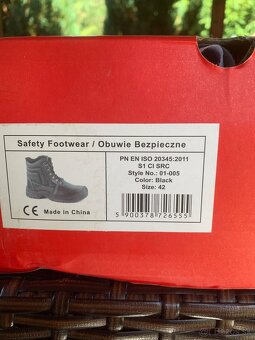 Safety Footwear / Obuwie Bezpieczne
PN EN ISO 20345:2011
S1 CI SRC
Style No.: 01-005
Color: Black
Size: 42
CE Made in China
5 900378 726555